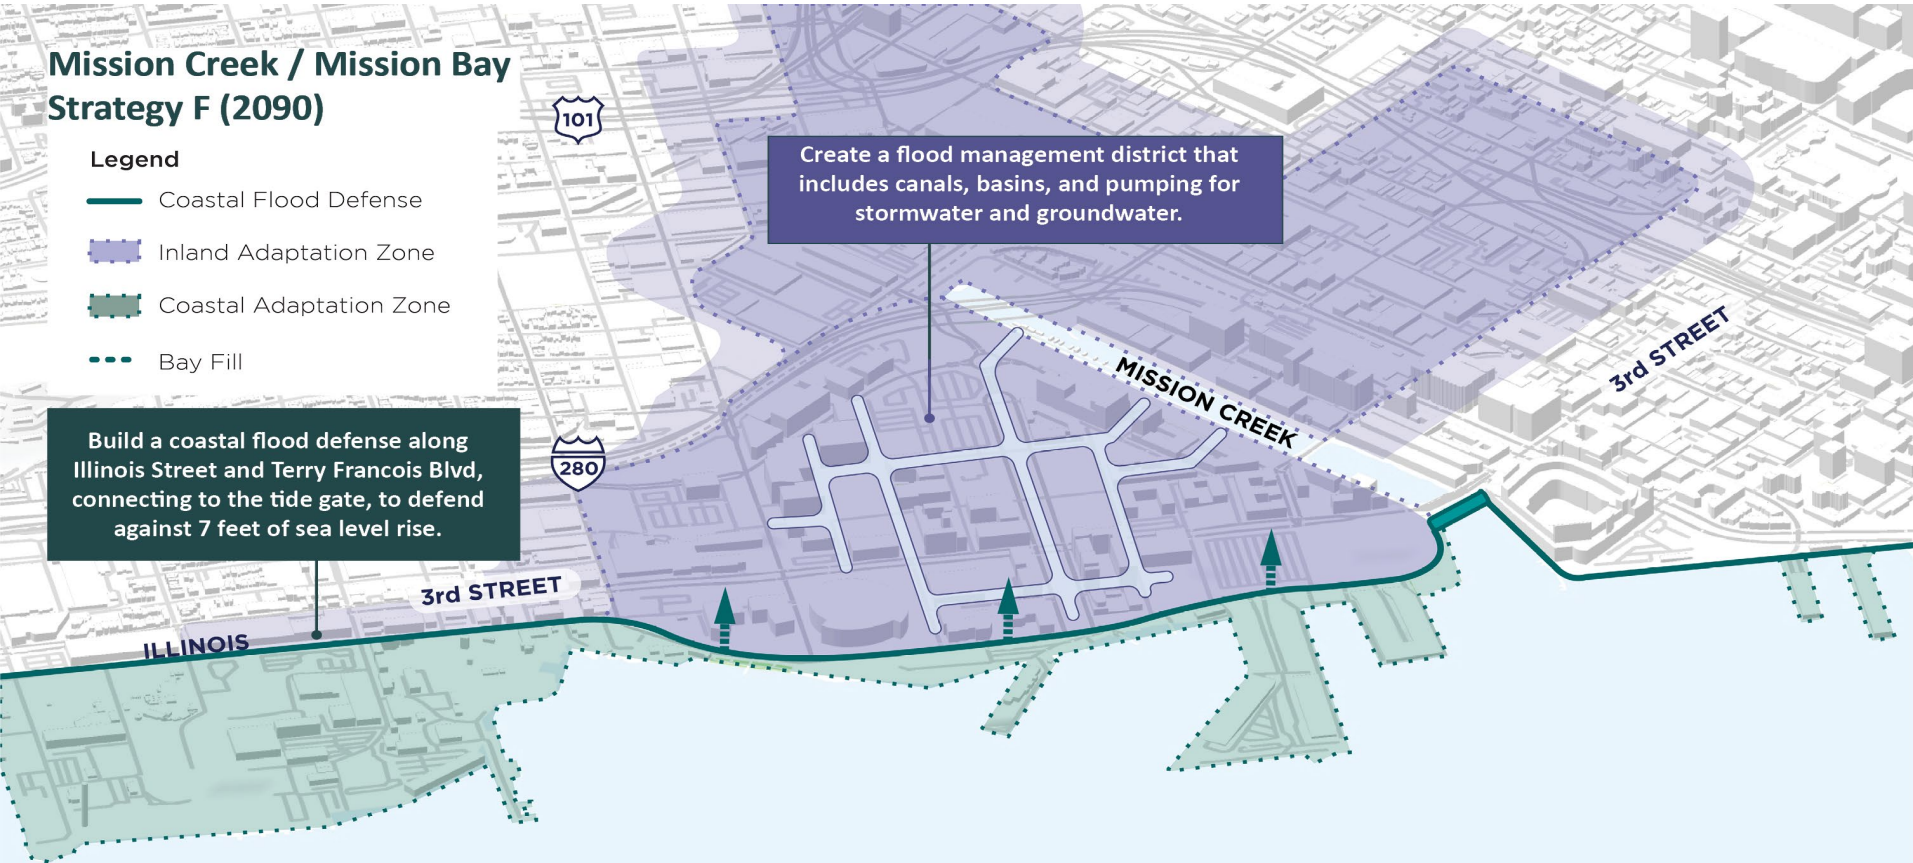 Mission Creek / Mission Bay
Strategy F (2090)
Legend
Coastal Flood Defense
Inland Adaptation Zone
Coastal Adaptation Zone
Bay Fill
101
Create a flood management district that
includes canals, basins, and pumping for
stormwater and groundwater.
3rd STREET
MISSION CREEK
Build a coastal flood defense along
Illinois Street and Terry Francois Blvd,
connecting to the tide gate, to defend
against 7 feet of sea level rise.
280
3rd STREET
ILLINOIS